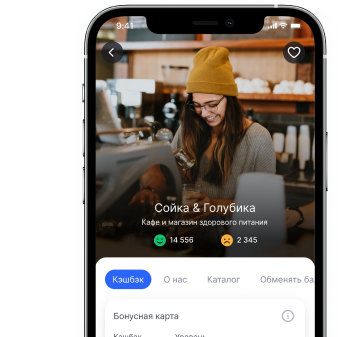 9:41
Сойка & Голубика
Кафе и магазин здорового питания
14 556 2 345
Кэшбэк О нас Каталог Обменять ба
Бонусная карта
Кэшбэк Уровень